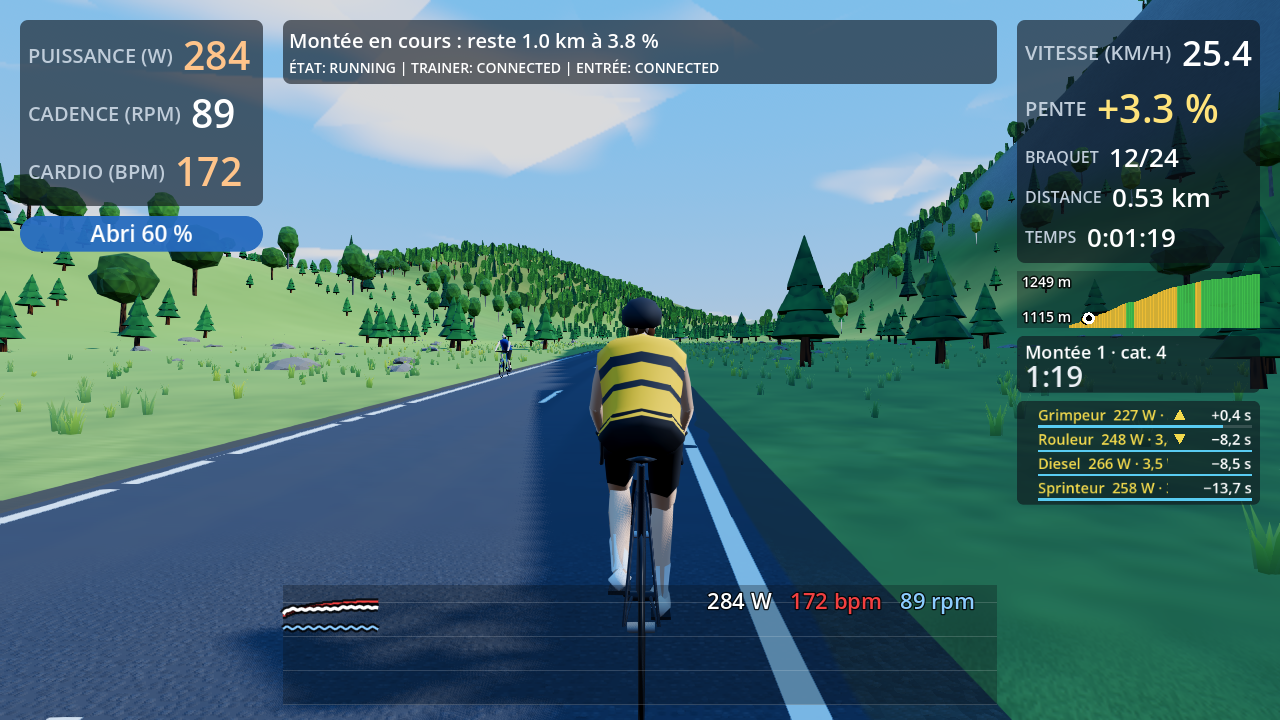 PUISSANCE (W) 284
CADENCE (RPM) 89
CARDIO (BPM) 172
Abri 60 %
Montée en cours : reste 1.0 km à 3.8 %
ÉTAT: RUNNING | TRAINER: CONNECTED | ENTRÉE: CONNECTED
VITESSE (KM/H) 25.4
PENTE +3.3 %
BRAQUET 12/24
DISTANCE 0.53 km
TEMPS 0:01:19
1249 m
1115 m
Montée 1 · cat. 4
1:19
Grimpeur 227 W · ▲ +0,4 s
Rouleur 248 W · 3, ▼ −8,2 s
Diesel 266 W · 3,5 −8,5 s
Sprinteur 258 W · −13,7 s
284 W 172 bpm 89 rpm